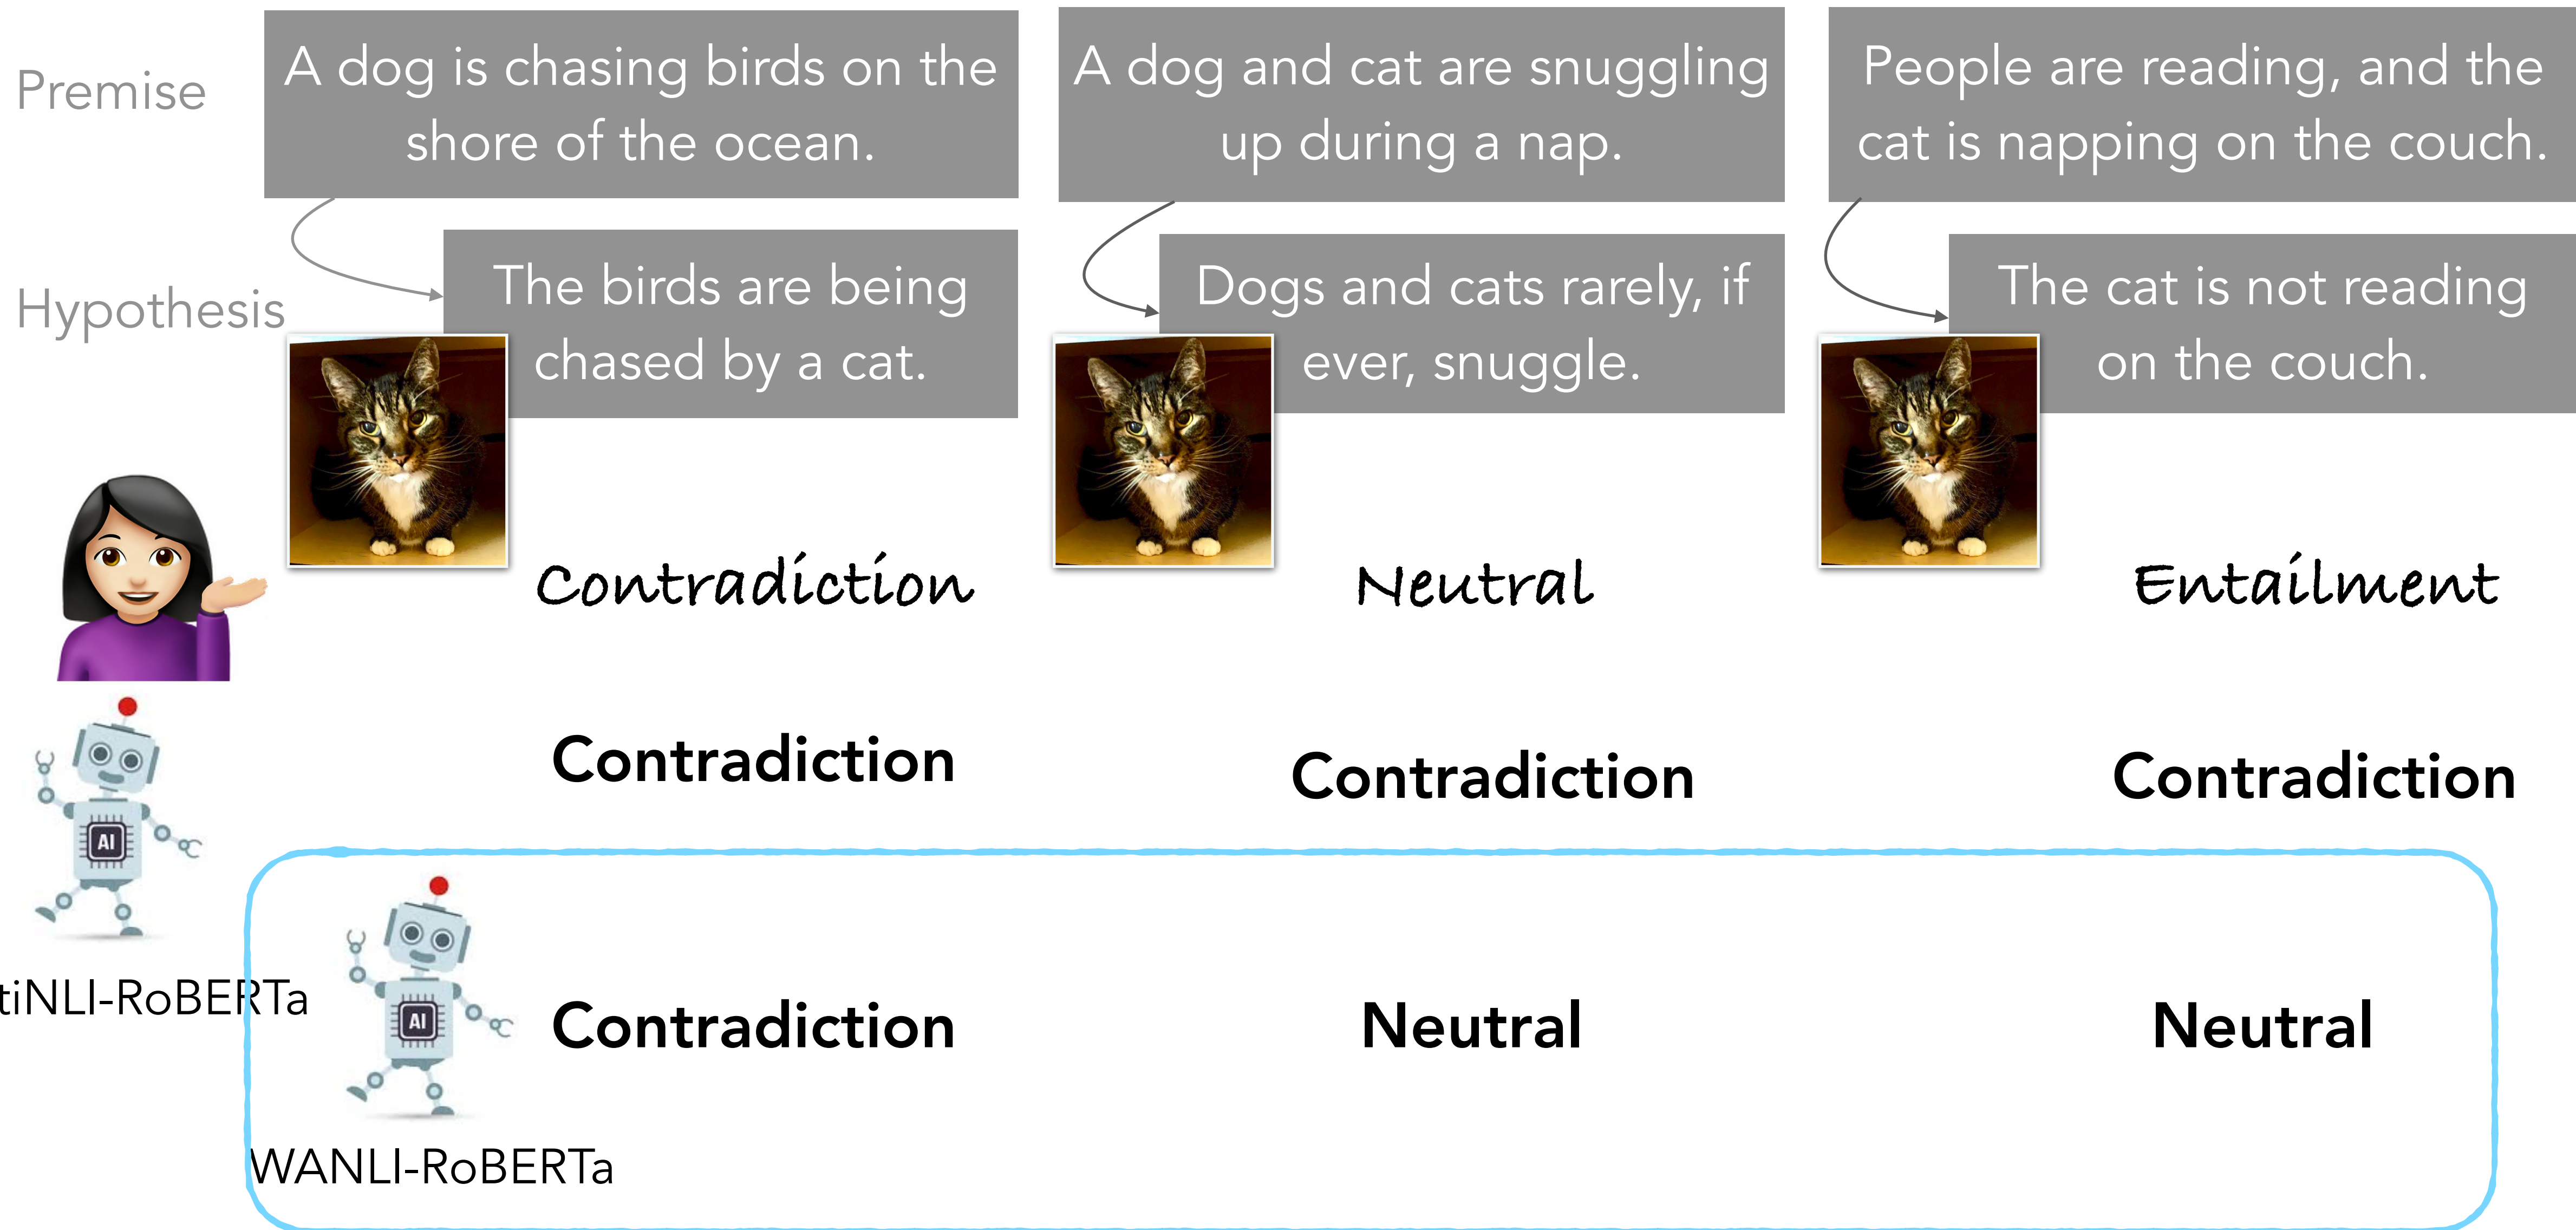 Premise
A dog is chasing birds on the
shore of the ocean.
A dog and cat are snuggling
up during a nap.
People are reading, and the
cat is napping on the couch.
Hypothesis
The birds are being
chased by a cat.
Dogs and cats rarely, if
ever, snuggle.
The cat is not reading
on the couch.
Contradiction
Neutral
Entailment
Contradiction
Contradiction
Contradiction
AI
tiNLI-RoBERTa
AI
Contradiction
Neutral
Neutral
WANLI-RoBERTa